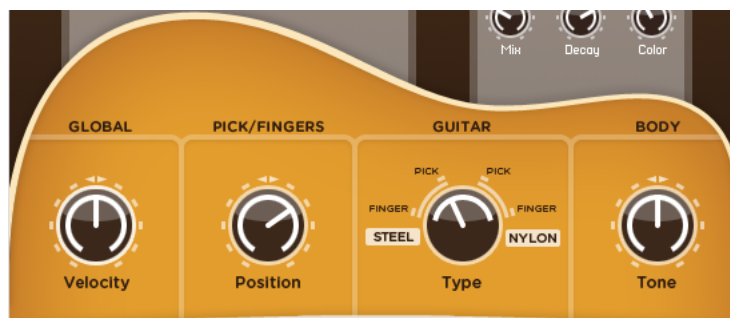 Mix Decay Color
GLOBAL PICK/FINGERS GUITAR BODY
PICK PICK
FINGER FINGER
STEEL NYLON
Velocity Position Type Tone